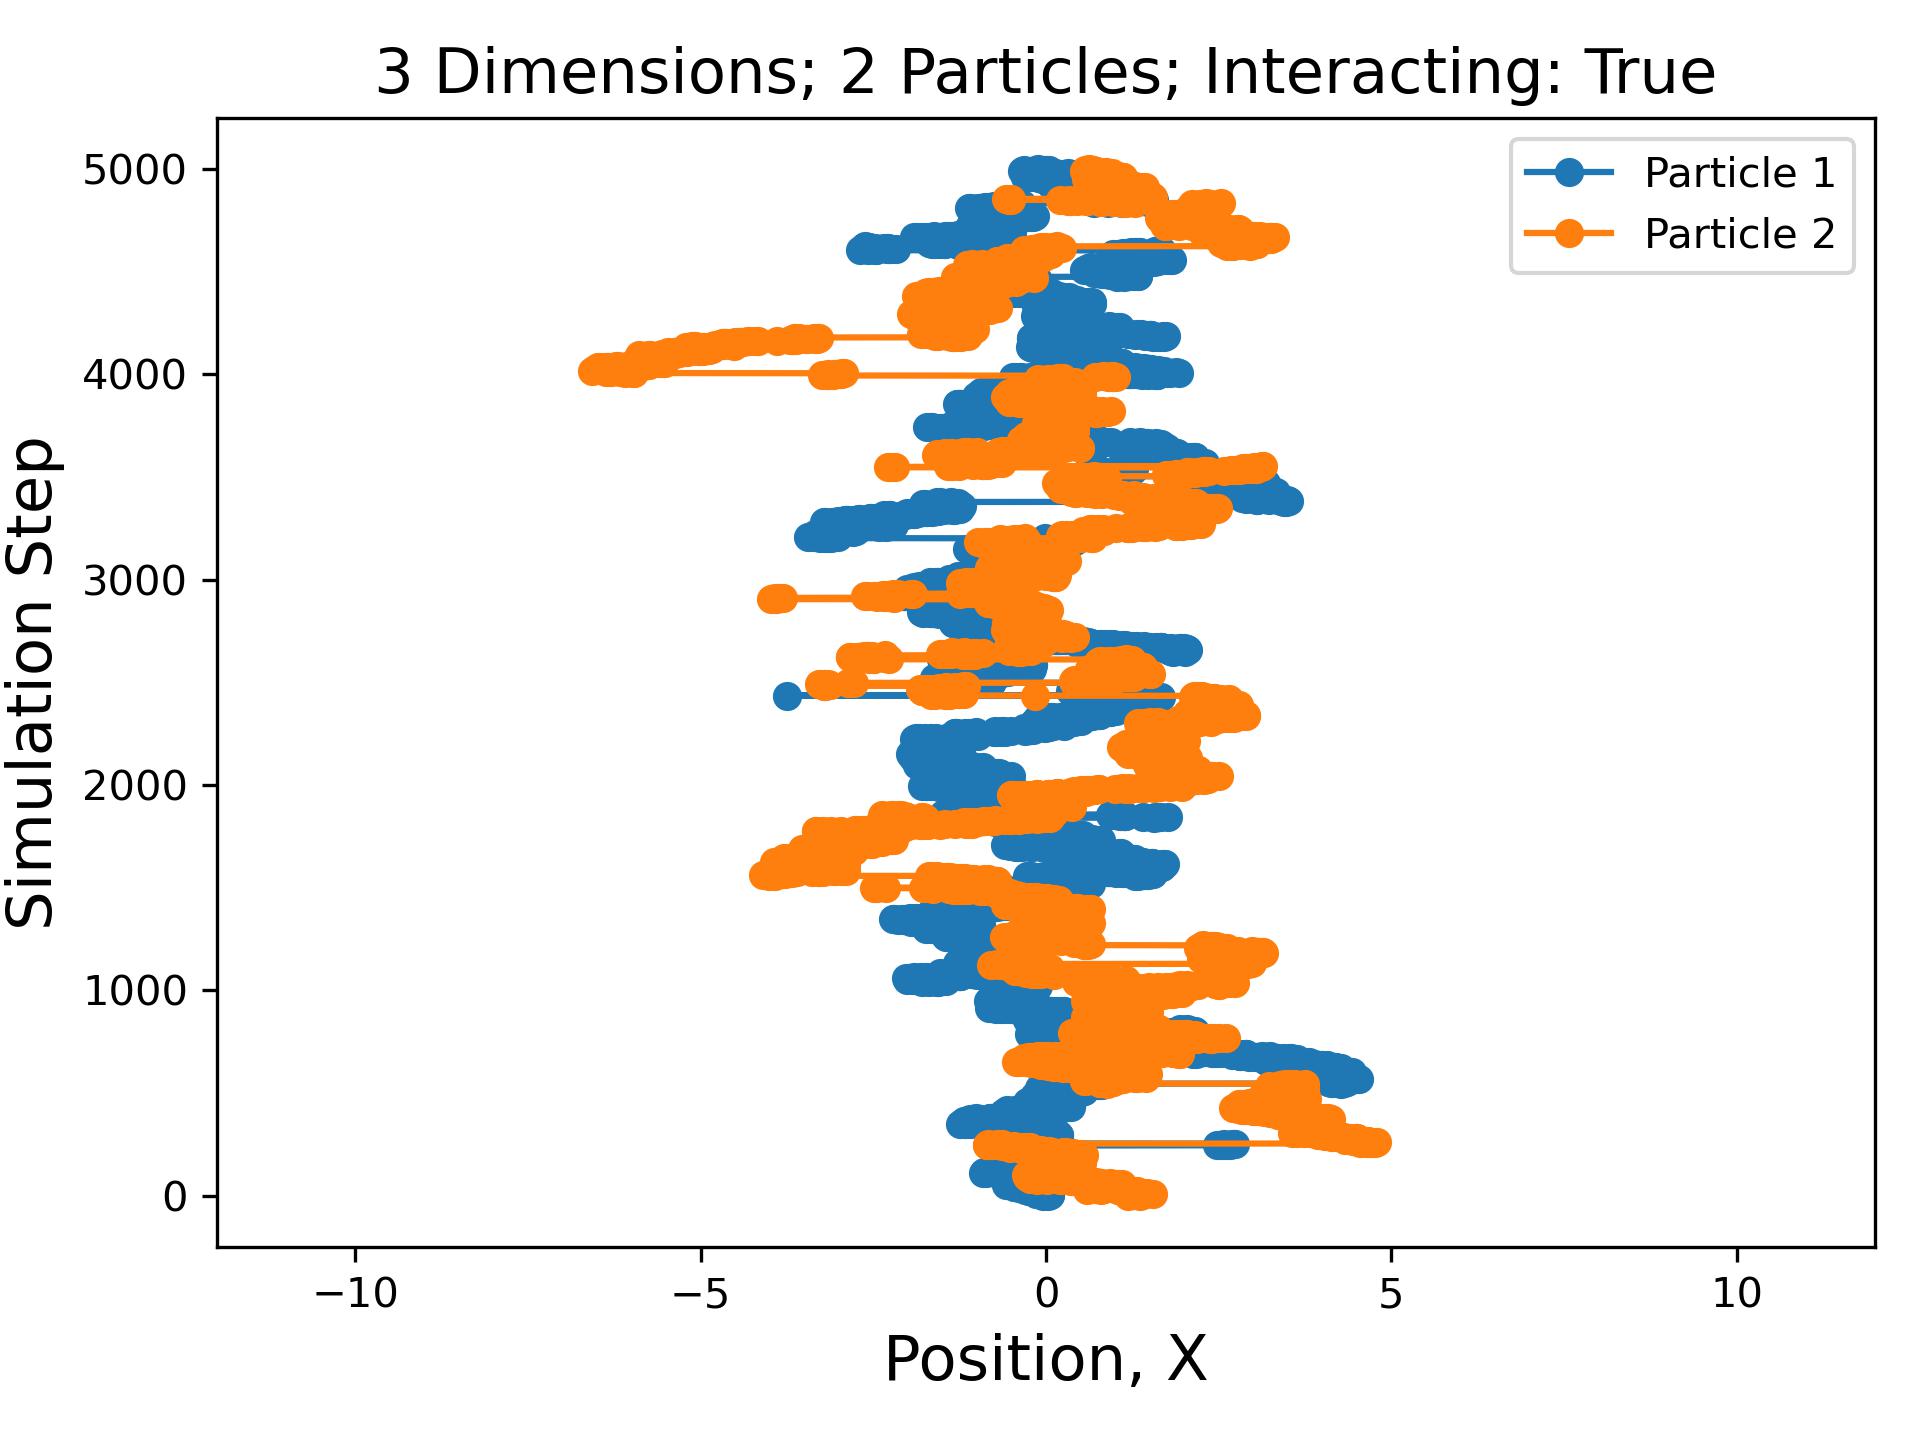 3 Dimensions; 2 Particles; Interacting: True
Particle 1
Particle 2
5000
4000
3000
2000
1000
0
Simulation Step
−10
−5
0
5
10
Position, X